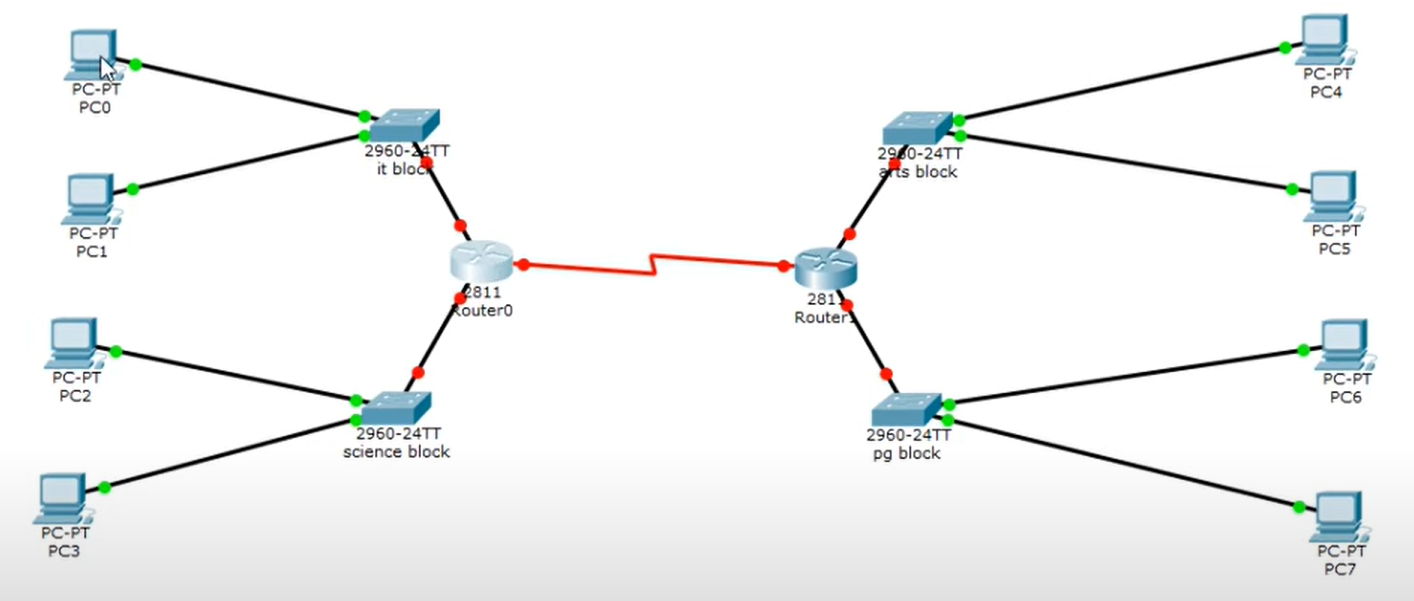 PC-PT
PC0
PC-PT
PC1
PC-PT
PC2
PC-PT
PC3
2960-24TT
it block
2960-24TT
science block
2811
Router0
2811
Router1
2960-24TT
arts block
2960-24TT
pg block
PC-PT
PC4
PC-PT
PC5
PC-PT
PC6
PC-PT
PC7